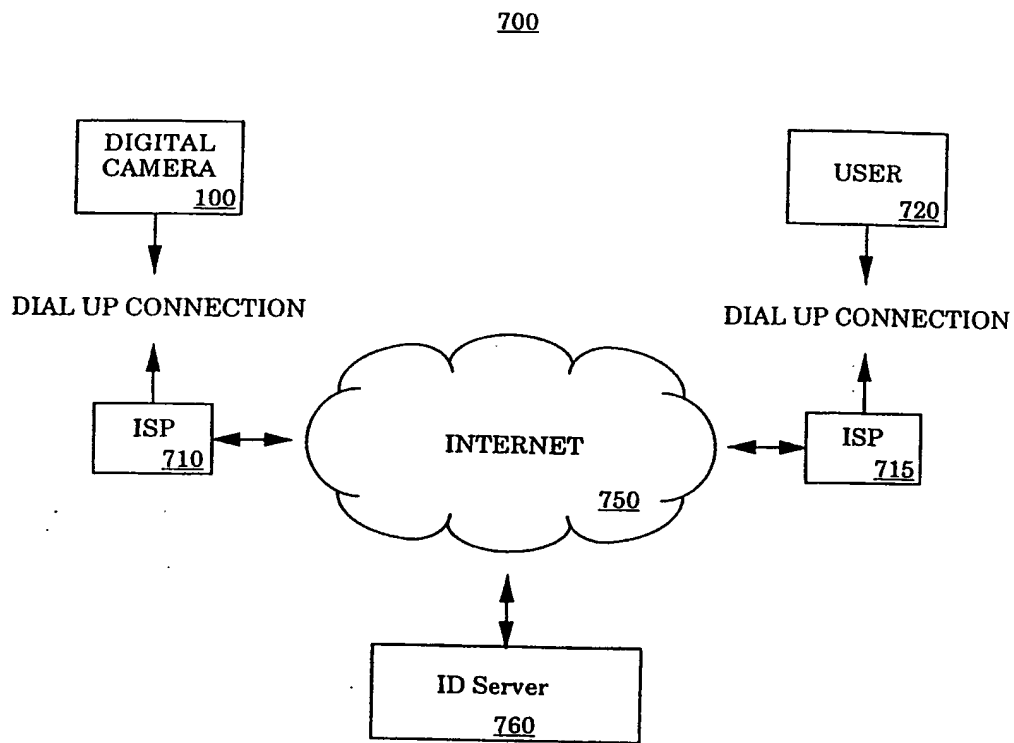 700
DIGITAL
CAMERA
100
USER
720
DIAL UP CONNECTION
DIAL UP CONNECTION
ISP
710
INTERNET
750
ISP
715
ID Server
760